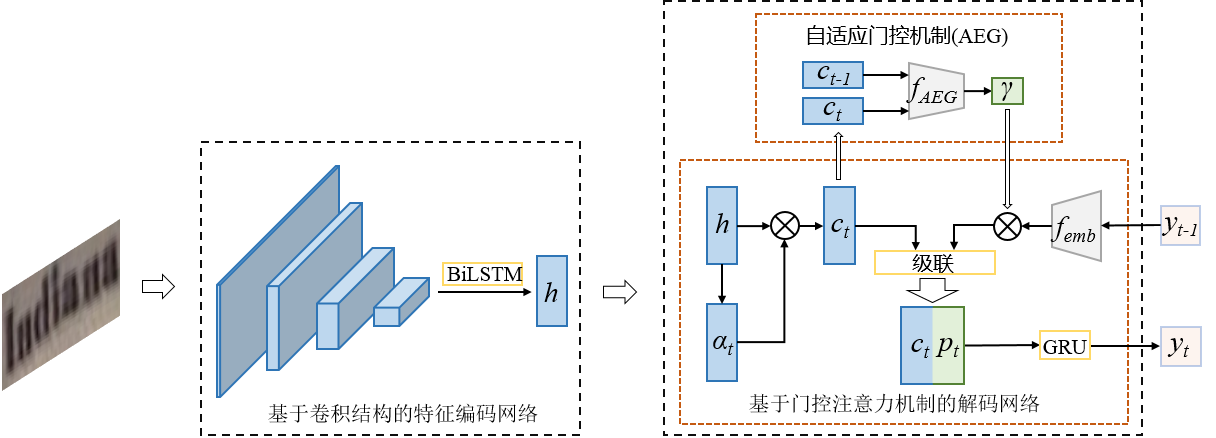 Indiana
BiLSTM
h
基于卷积结构的特征编码网络
自适应门控机制(AEG)
c_{t-1}
c_t
f_{AEG}
γ
h
α_t
c_t
f_{emb}
y_{t-1}
级联
c_t p_t
GRU
y_t
基于门控注意力机制的解码网络